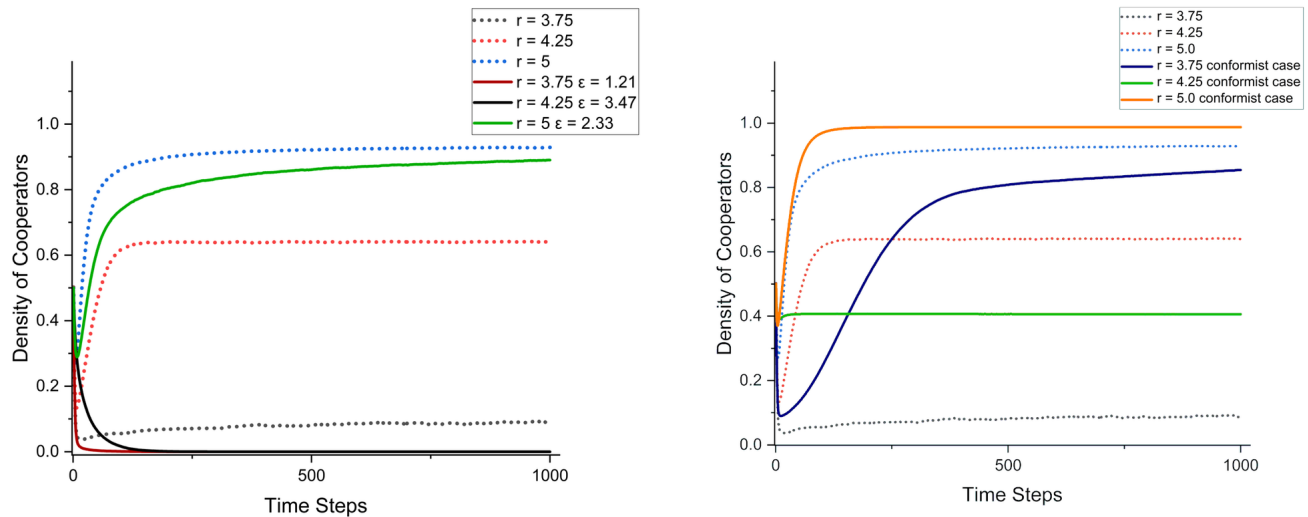 r = 3.75
r = 4.25
r = 5
r = 3.75 ε = 1.21
r = 4.25 ε = 3.47
r = 5 ε = 2.33
1.0
0.8
0.6
0.4
0.2
0.0
Density of Cooperators
0
500
1000
Time Steps
r = 3.75
r = 4.25
r = 5.0
r = 3.75 conformist case
r = 4.25 conformist case
r = 5.0 conformist case
1.0
0.8
0.6
0.4
0.2
0.0
Density of Cooperators
0
500
1000
Time Steps